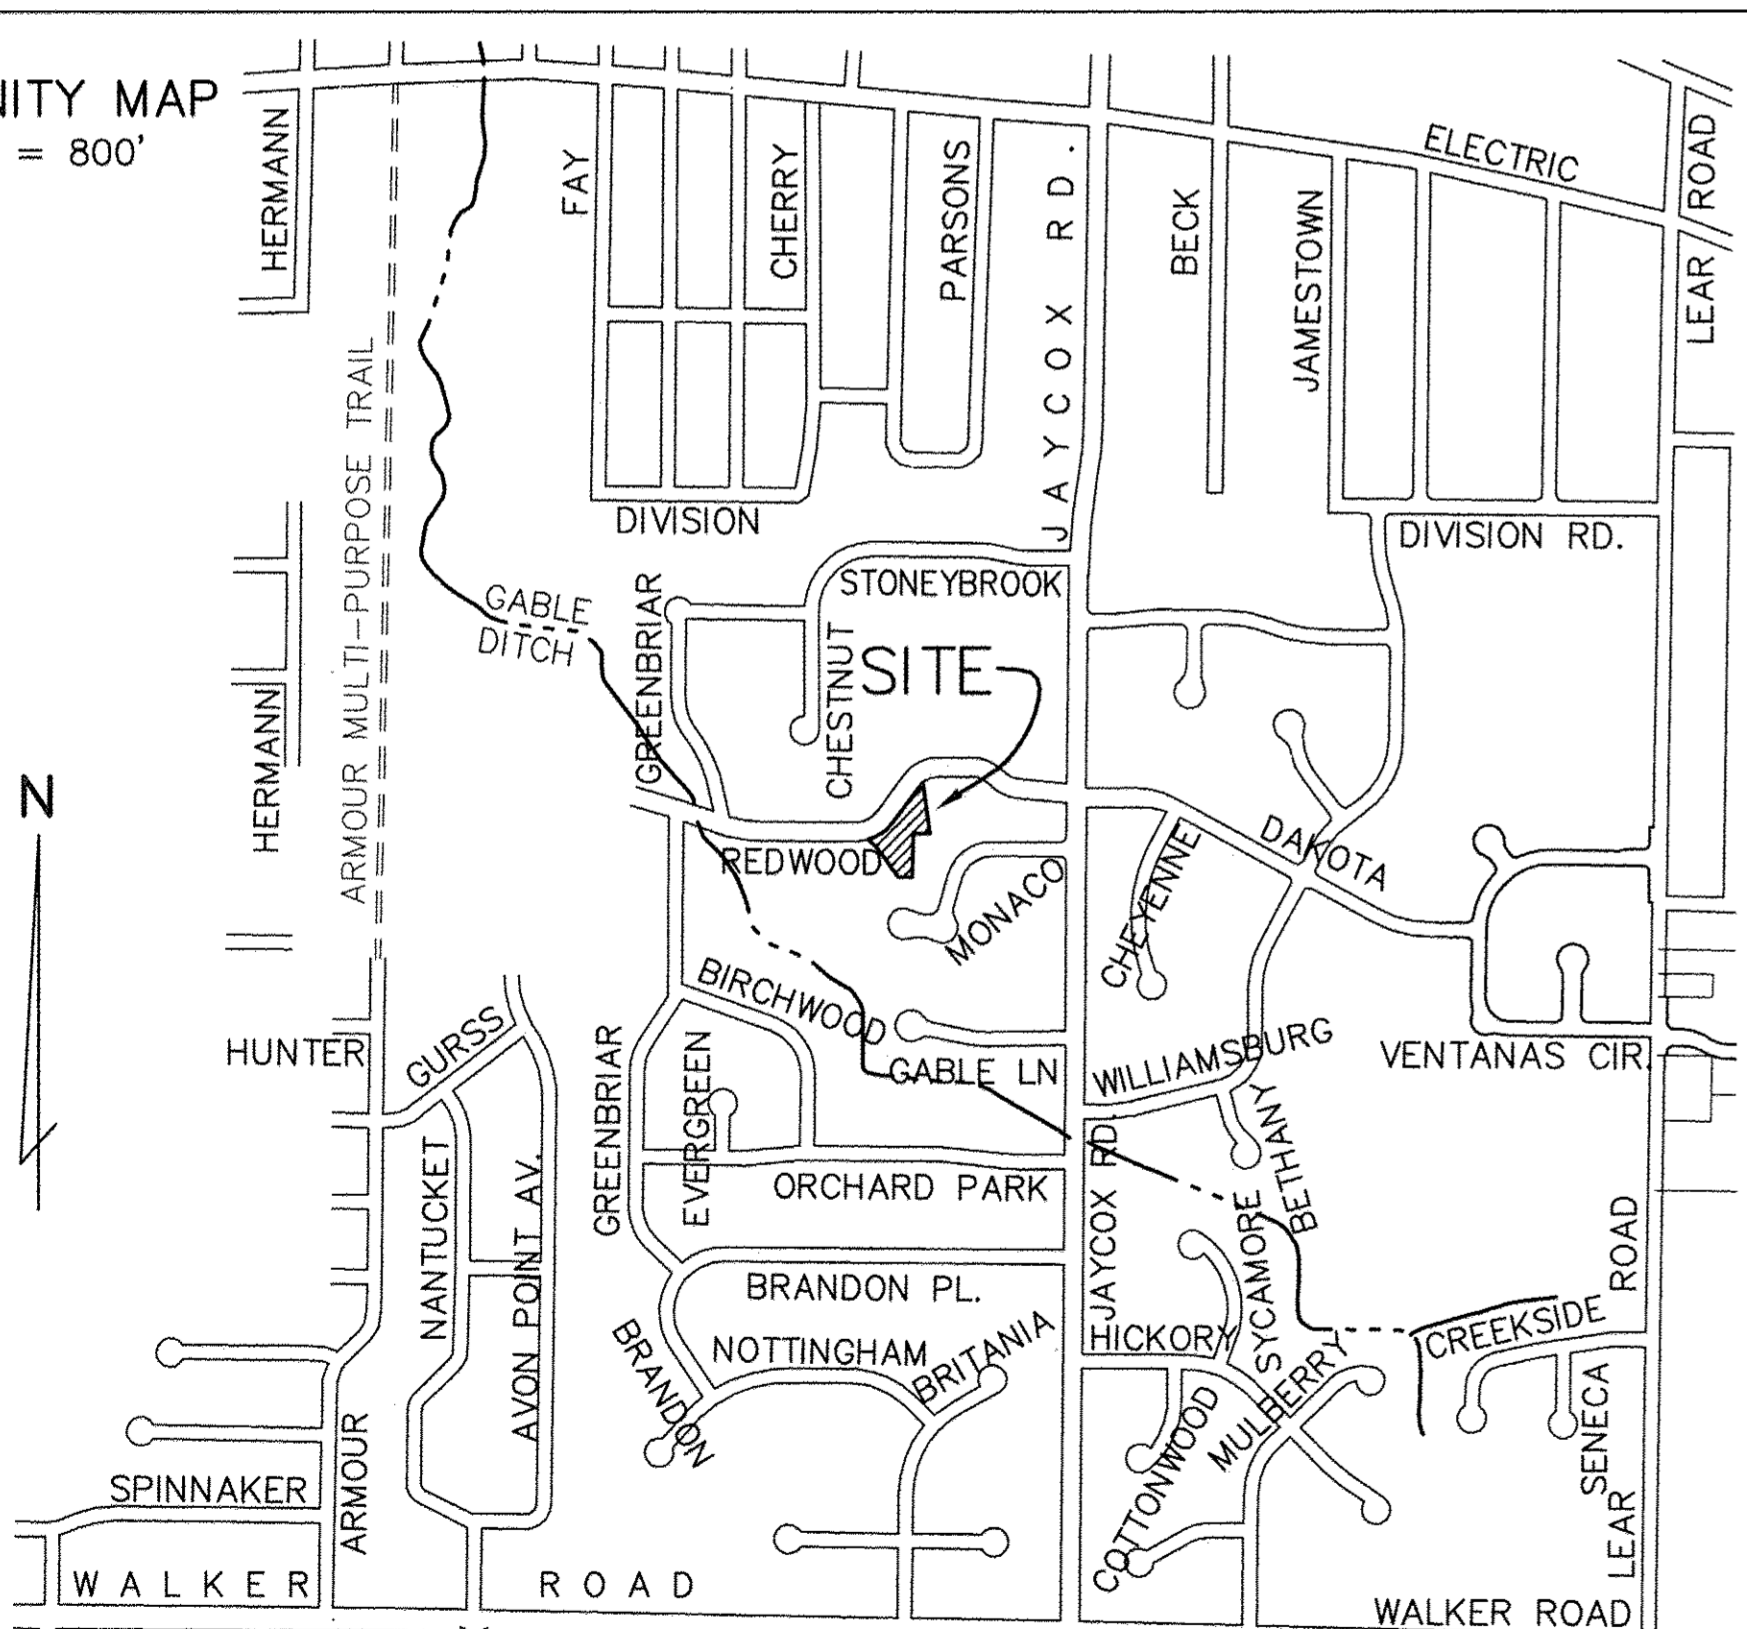 NITY MAP
= 800'
HERMANN
FAY
CHERRY
PARSONS
JAYCOX RD.
BECK
JAMESTOWN
ELECTRIC
LEAR ROAD
ARMOUR MULTI-PURPOSE TRAIL
DIVISION
DIVISION RD.
STONEYBROOK
GABLE
DITCH
GREENBRIAR
CHESTNUT
SITE
HERMANN
N
REDWOOD
MONACO
DAKOTA
CHEYENNE
BIRCHWOOD
HUNTER
GURSS
GREENBRIAR
EVERGREEN
GABLE LN
WILLIAMSBURG
VENTANAS CIR.
BETHANY
NANTUCKET
AVON POINT AV.
ORCHARD PARK
JAYCOX RD.
SYCAMORE
BRANDON PL.
BRANDON
NOTTINGHAM
BRITANIA
HICKORY
MULBERRY
COTTONWOOD
CREEKSIDE
SENECA
LEAR ROAD
SPINNAKER
ARMOUR
WALKER ROAD
WALKER ROAD